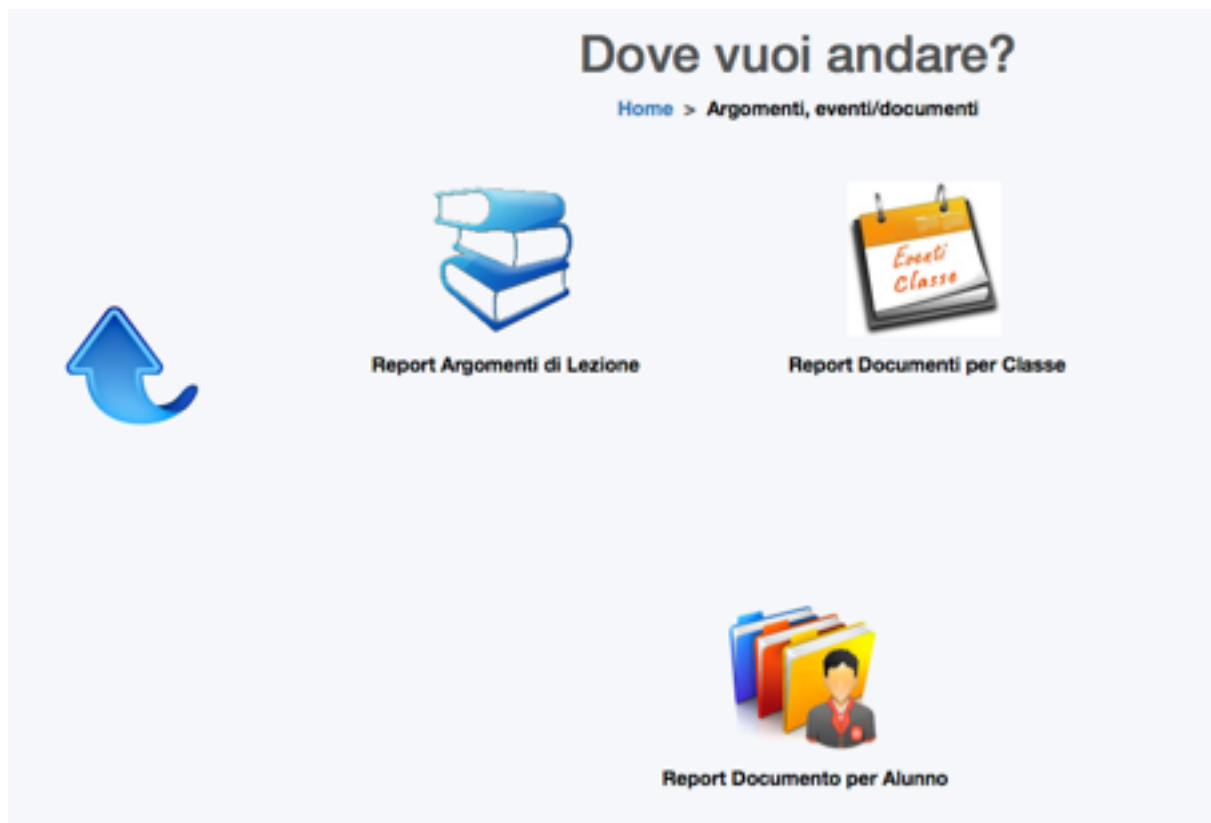 Dove vuoi andare?
Home > Argomenti, eventi/documenti
Eventi
Classe
Report Argomenti di Lezione
Report Documenti per Classe
Report Documento per Alunno